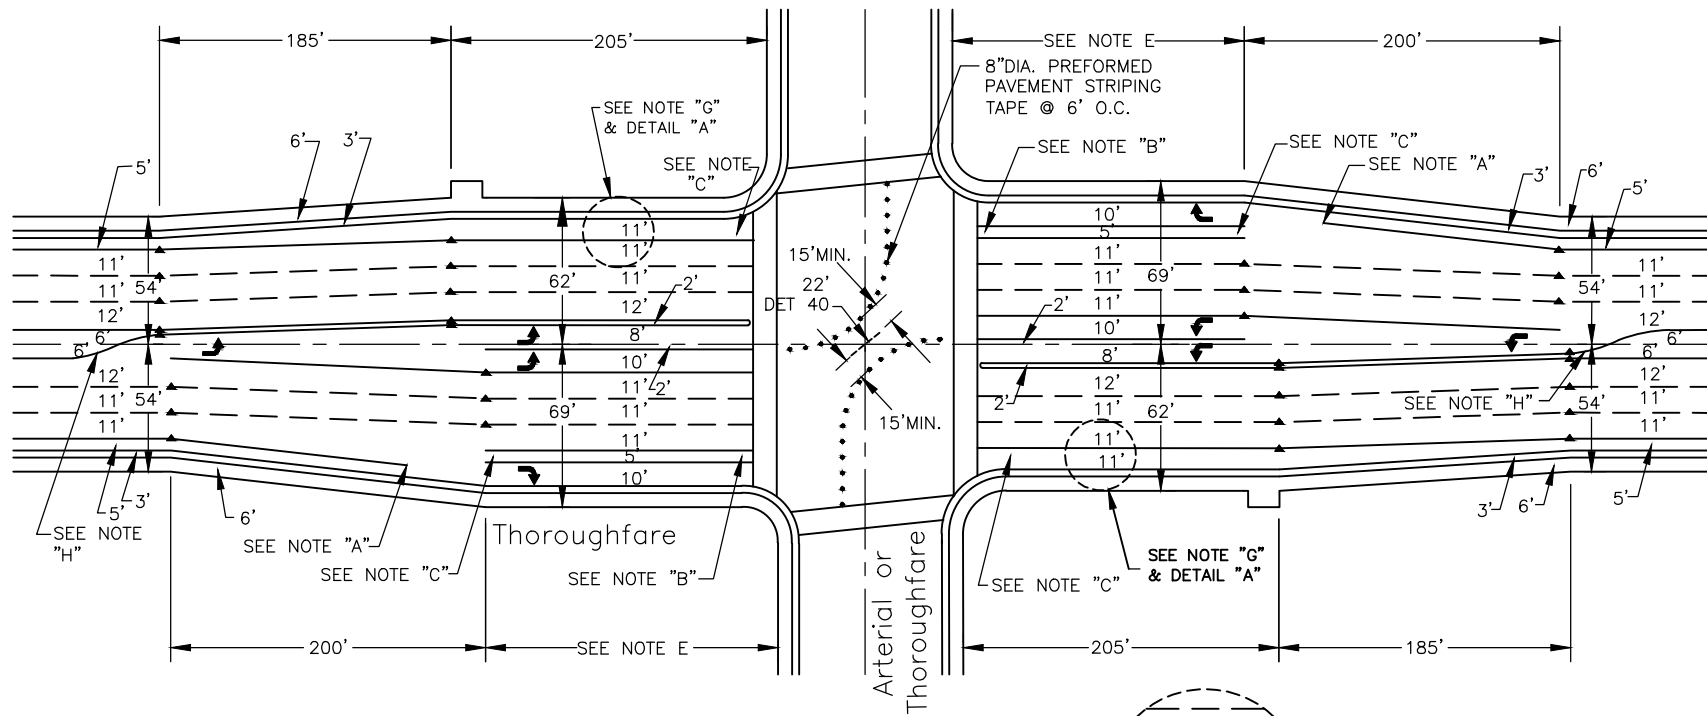 185'
205'
SEE NOTE E
200'
8"DIA. PREFORMED
PAVEMENT STRIPING
TAPE @ 6' O.C.
SEE NOTE "G"
& DETAIL "A"
6'
3'
5'
SEE NOTE
"C"
SEE NOTE "B"
SEE NOTE "C"
SEE NOTE "A"
3'
6'
5'
11'
11'
11'
11'
12'
2'
8'
10'
11'
2'
11'
11'
5'
10'
62'
69'
11'
11'
12'
6'
6'
12'
11'
11'
54'
54'
15'MIN.
22'
DET 40
15'MIN.
10'
5'
11'
11'
11'
10'
2'
8'
2'
12'
11'
11'
11'
69'
62'
11'
11'
12'
6'
6'
12'
11'
11'
54'
54'
SEE NOTE "H"
5'
3'
6'
SEE NOTE
"H"
SEE NOTE "A"
SEE NOTE "C"
Thoroughfare
SEE NOTE "B"
Arterial or
Thoroughfare
SEE NOTE "C"
SEE NOTE "G"
& DETAIL "A"
3'
6'
5'
200'
SEE NOTE E
205'
185'